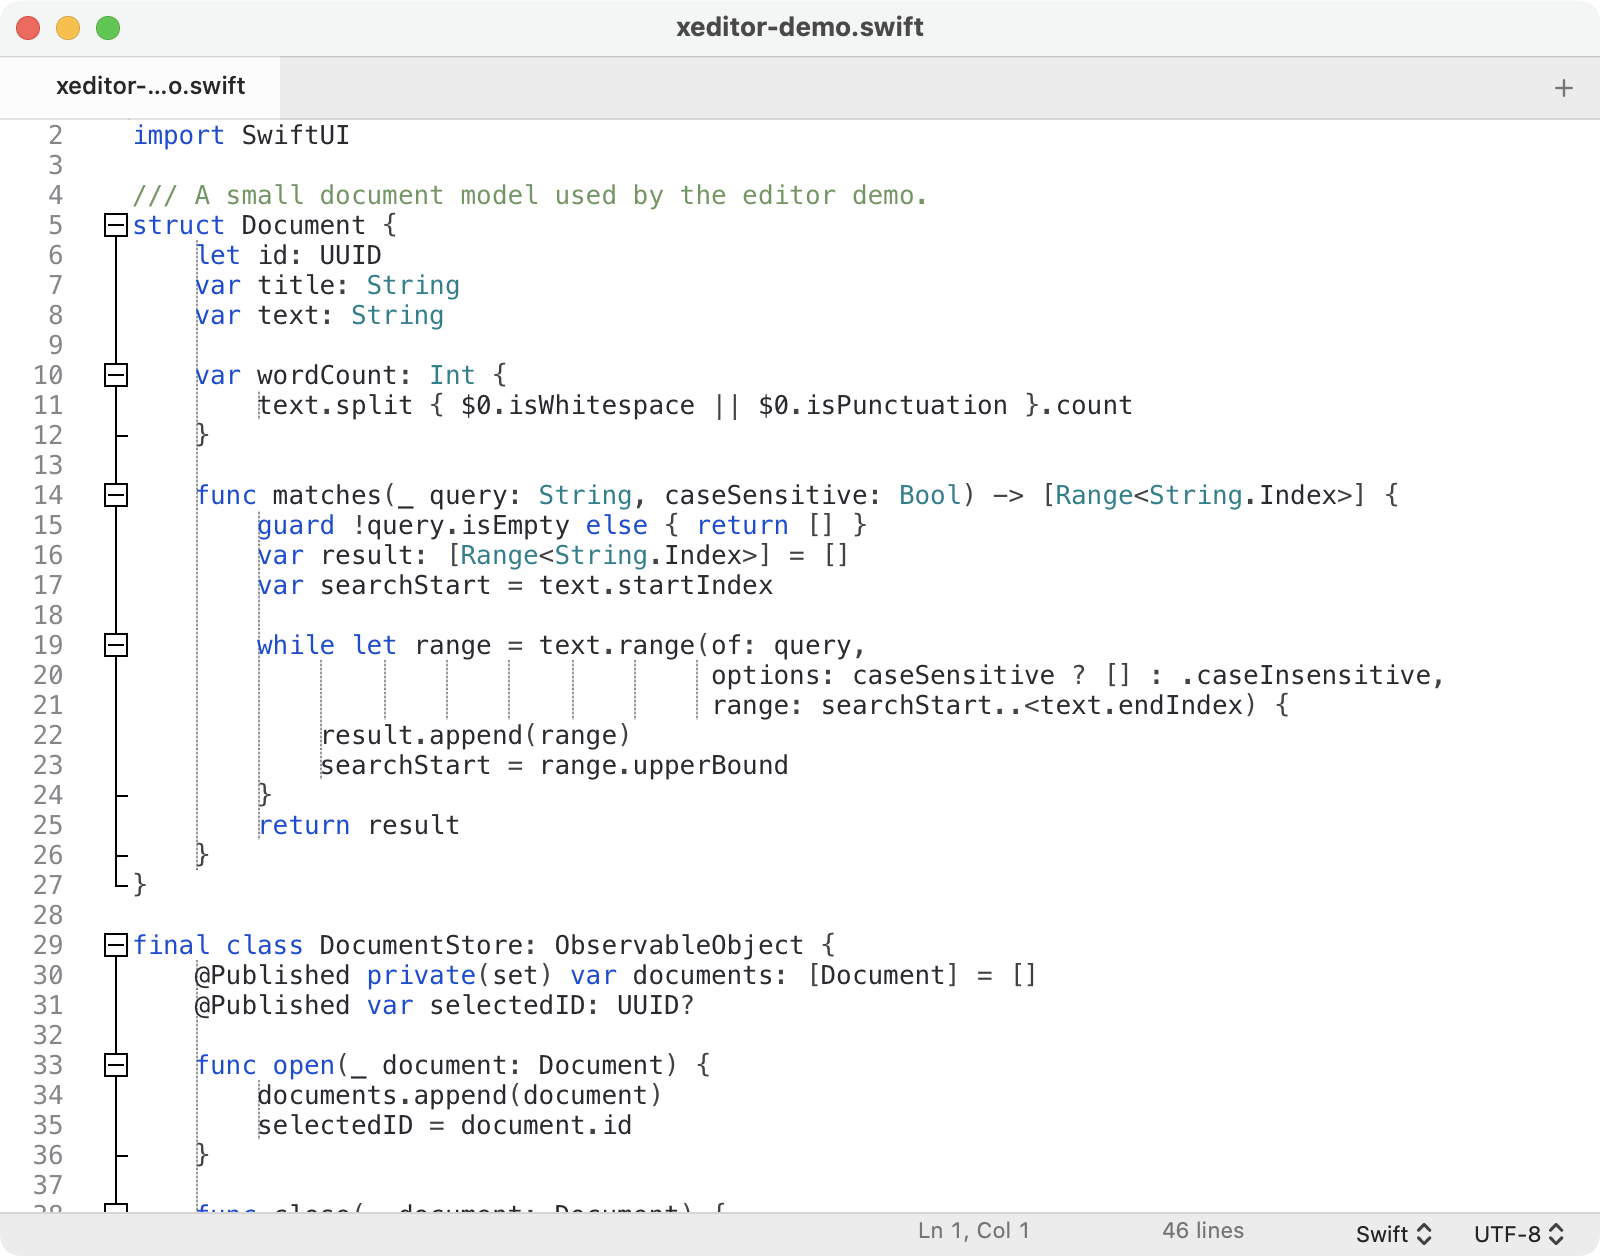 xeditor-demo.swift
xeditor-...o.swift
+
2 import SwiftUI
3
4 /// A small document model used by the editor demo.
5 struct Document {
6     let id: UUID
7     var title: String
8     var text: String
9
10     var wordCount: Int {
11         text.split { $0.isWhitespace || $0.isPunctuation }.count
12     }
13
14     func matches(_ query: String, caseSensitive: Bool) -> [Range<String.Index>] {
15         guard !query.isEmpty else { return [] }
16         var result: [Range<String.Index>] = []
17         var searchStart = text.startIndex
18
19         while let range = text.range(of: query,
20                                      options: caseSensitive ? [] : .caseInsensitive,
21                                      range: searchStart..<text.endIndex) {
22             result.append(range)
23             searchStart = range.upperBound
24         }
25         return result
26     }
27 }
28
29 final class DocumentStore: ObservableObject {
30     @Published private(set) var documents: [Document] = []
31     @Published var selectedID: UUID?
32
33     func open(_ document: Document) {
34         documents.append(document)
35         selectedID = document.id
36     }
37
38     func close(_ document: Document) {
Ln 1, Col 1 46 lines Swift UTF-8